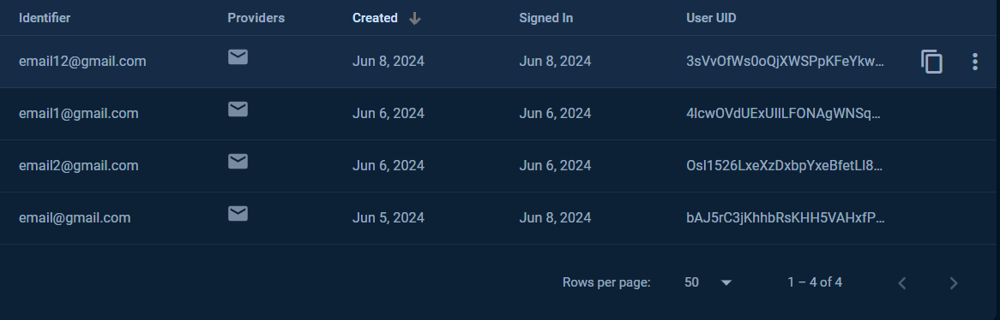 Identifier Providers Created Signed In User UID
email12@gmail.com Jun 8, 2024 Jun 8, 2024 3sVvOfWs0oQjXWSPpKFeYkw...
email1@gmail.com Jun 6, 2024 Jun 6, 2024 4lcwOVdUExUIlLFONAgWNSq...
email2@gmail.com Jun 6, 2024 Jun 6, 2024 OsI1526LxeXzDxbpYxeBfetLI8...
email@gmail.com Jun 5, 2024 Jun 8, 2024 bAJ5rC3jKhhbRsKHH5VAHxfP...
Rows per page: 50 1 – 4 of 4